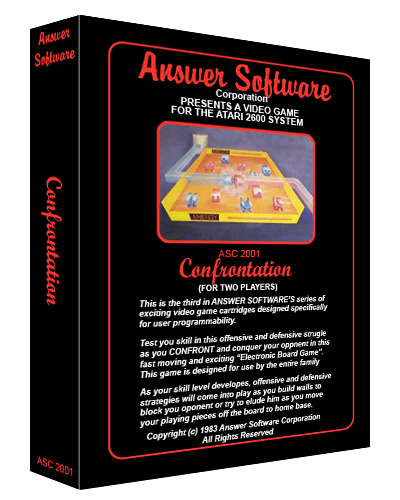 Answer
Software
Confrontation
ASC 2001
Answer Software
Corporation
PRESENTS A VIDEO GAME
FOR THE ATARI 2600 SYSTEM
ENERGY
ENERGY
ASC 2001
Confrontation
(FOR TWO PLAYERS)
This is the third in ANSWER SOFTWARE'S series of
exciting video game cartridges designed specifically
for user programmability.
Test you skill in this offensive and defensive strugle
as you CONFRONT and conquer your oppnent in this
fast moving and exciting "Electronic Board Game".
This game is designed for use by the entire family
As your skill level developes, offensive and defensive
strategies will come into play as you build walls to
block you oponent or try to elude him as you move
your playing pieces off the board to home base.
Copyright (c) 1983 Answer Software Corporation
All Rights Reserved